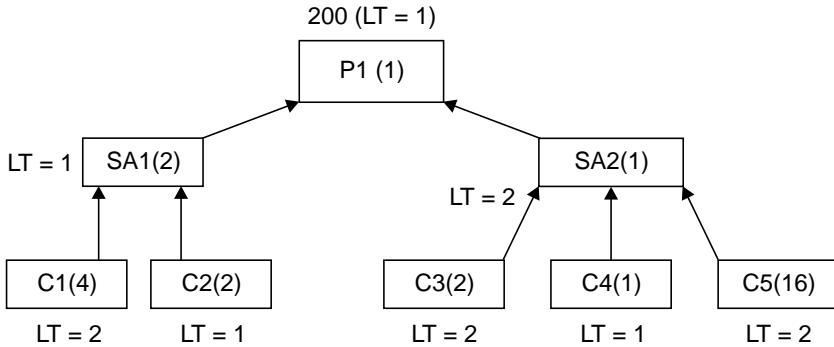 200 (LT = 1)
P1 (1)
LT = 1
SA1(2)
SA2(1)
LT = 2
C1(4)
C2(2)
C3(2)
C4(1)
C5(16)
LT = 2
LT = 1
LT = 2
LT = 1
LT = 2